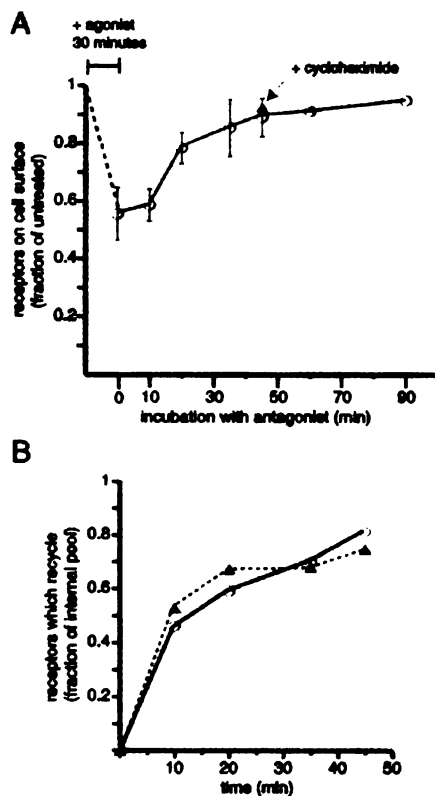 A
+ agonist
30 minutes
+ cycloheximide
receptors on cell surface
(fraction of untreated)
1
0.8
0.6
0.4
0.2
0 10 30 50 70 90
incubation with antagonist (min)
B
receptors which recycle
(fraction of internal pool)
1
0.8
0.6
0.4
0.2
10 20 30 40 50
time (min)